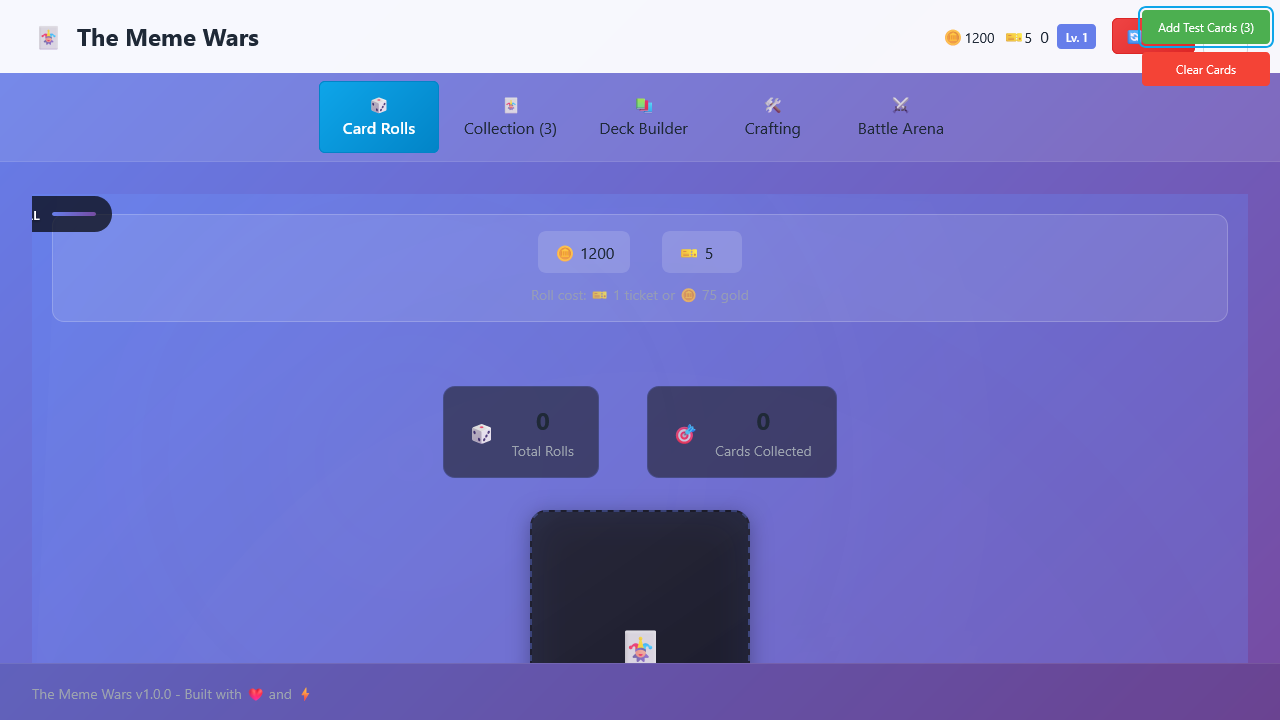 The Meme Wars
1200
5
0
Lv. 1
Add Test Cards (3)
Clear Cards
Card Rolls
Collection (3)
Deck Builder
Crafting
Battle Arena
1200
5
Roll cost: 1 ticket or 75 gold
0
Total Rolls
0
Cards Collected
The Meme Wars v1.0.0 - Built with and